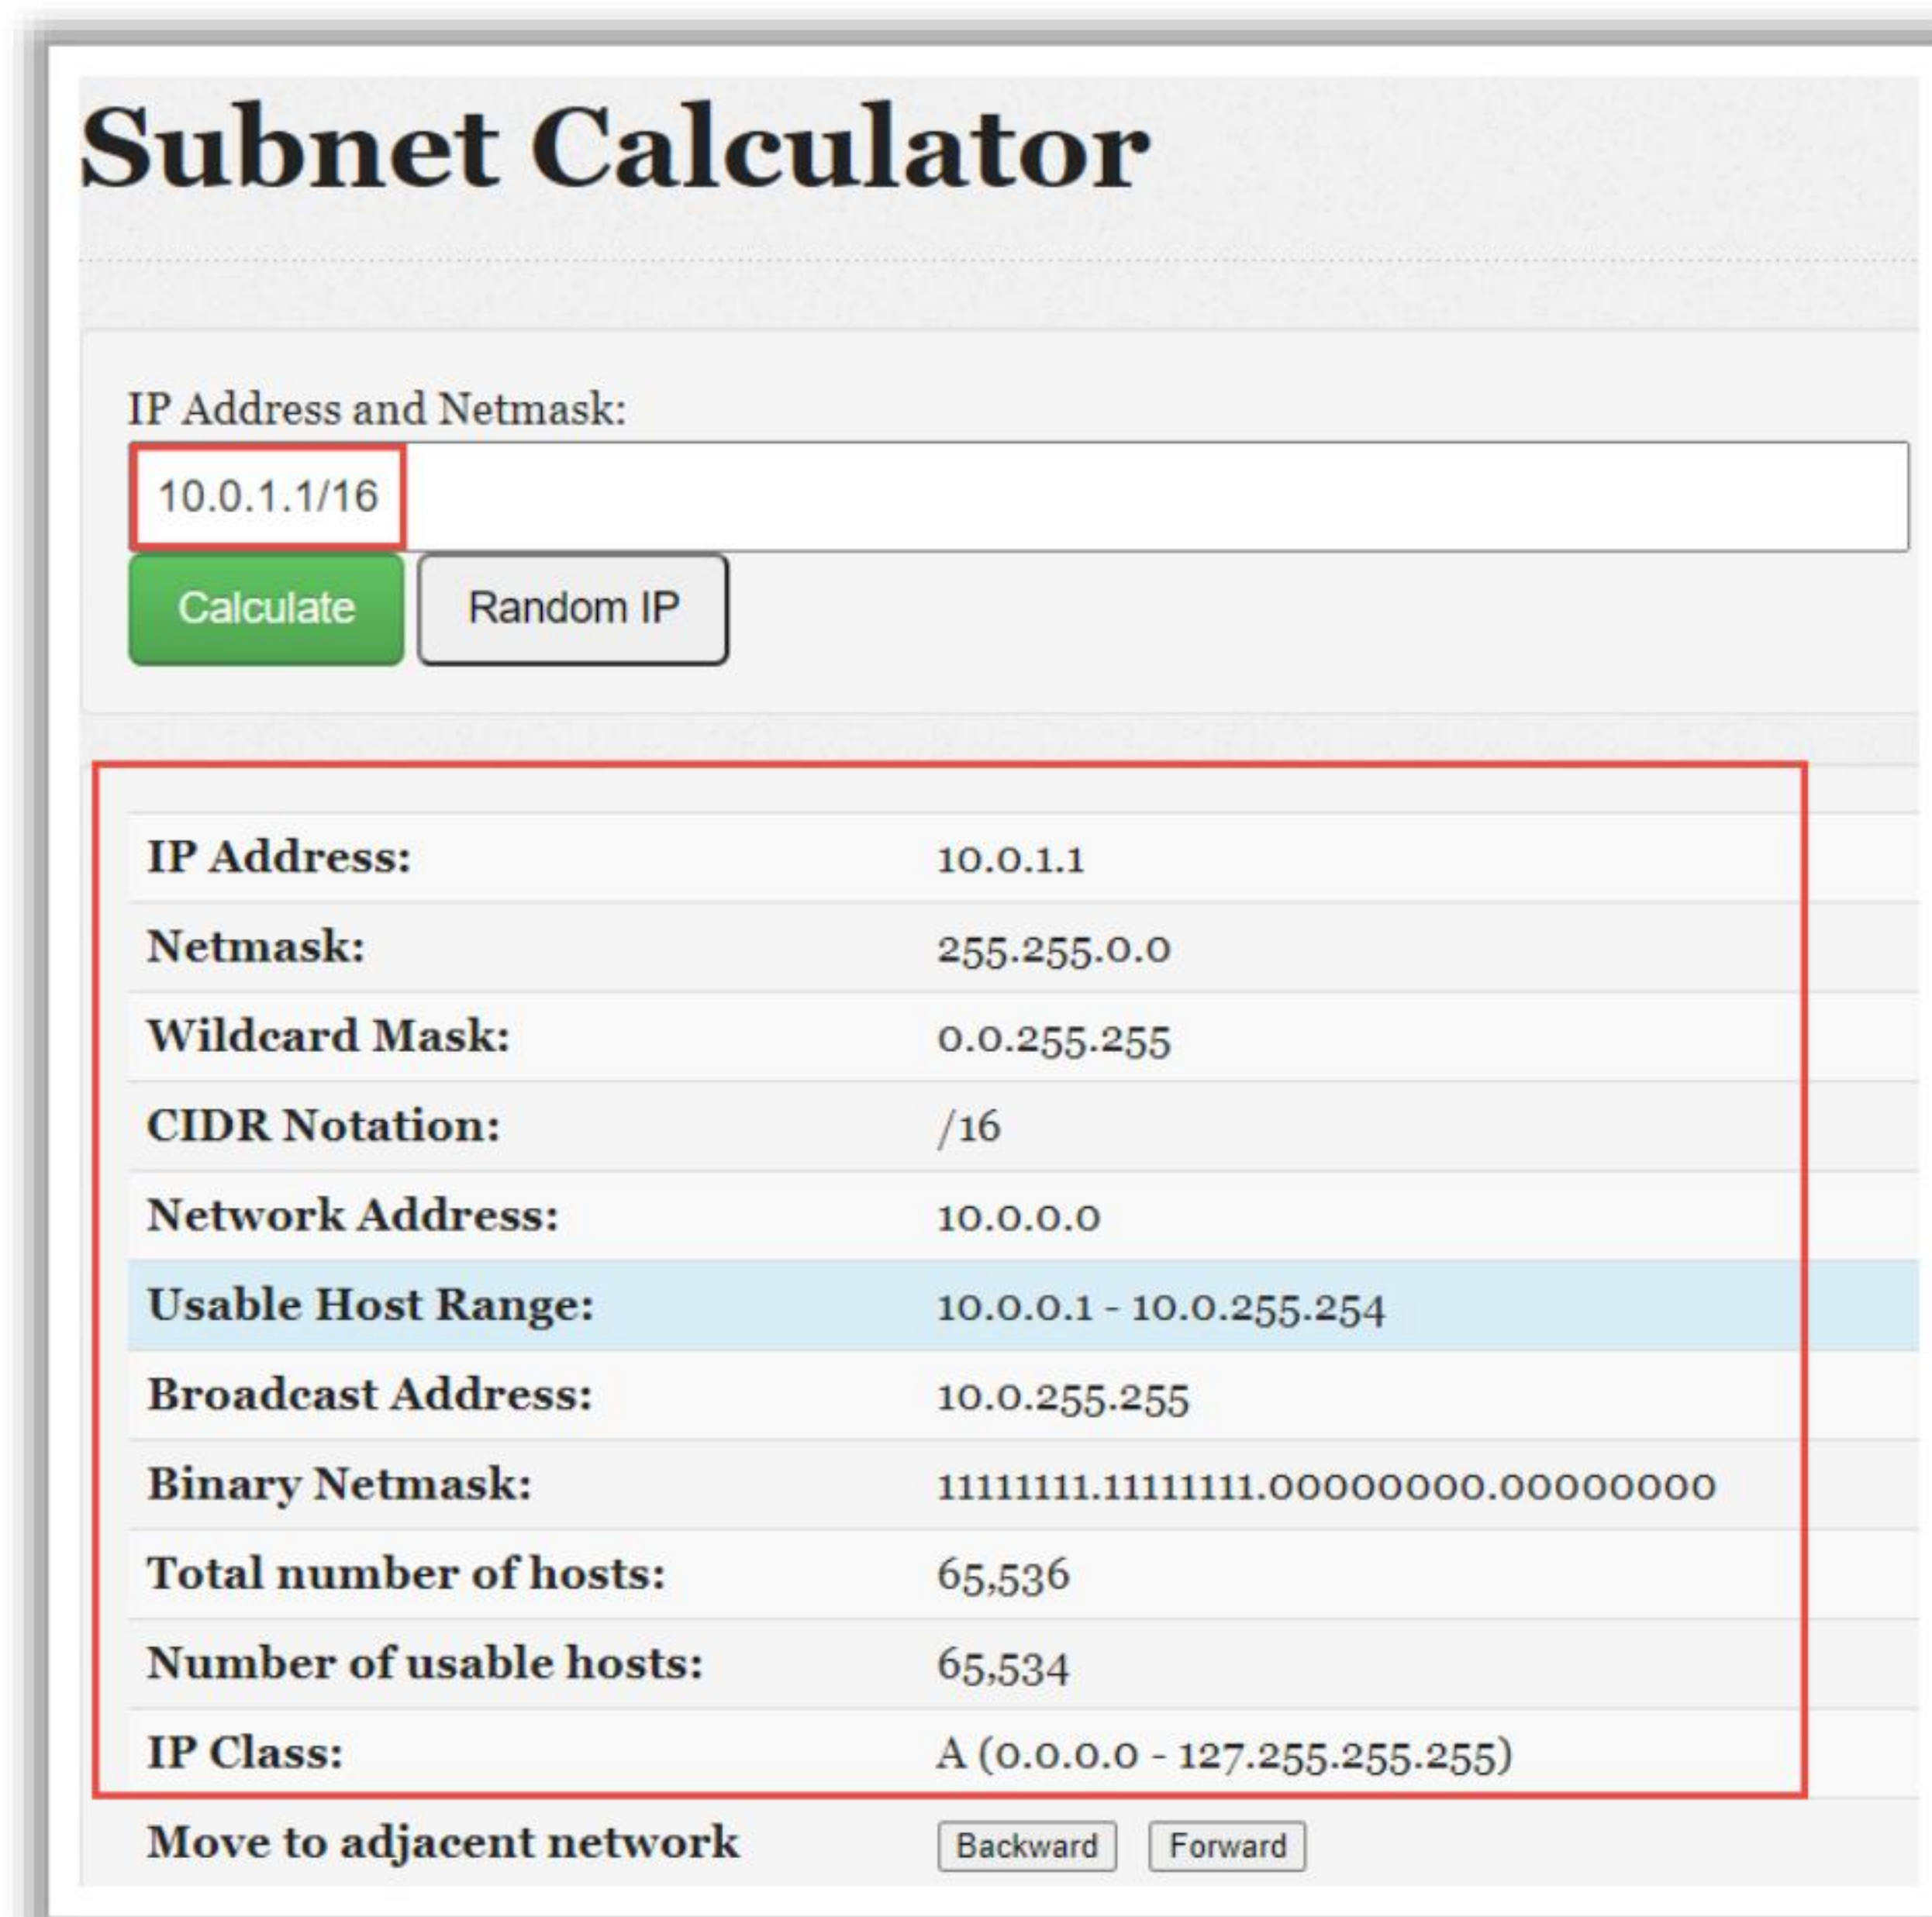 Subnet Calculator
IP Address and Netmask:
10.0.1.1/16
Calculate Random IP
IP Address: 10.0.1.1
Netmask: 255.255.0.0
Wildcard Mask: 0.0.255.255
CIDR Notation: /16
Network Address: 10.0.0.0
Usable Host Range: 10.0.0.1 - 10.0.255.254
Broadcast Address: 10.0.255.255
Binary Netmask: 11111111.11111111.00000000.00000000
Total number of hosts: 65,536
Number of usable hosts: 65,534
IP Class: A (0.0.0.0 - 127.255.255.255)
Move to adjacent network Backward Forward